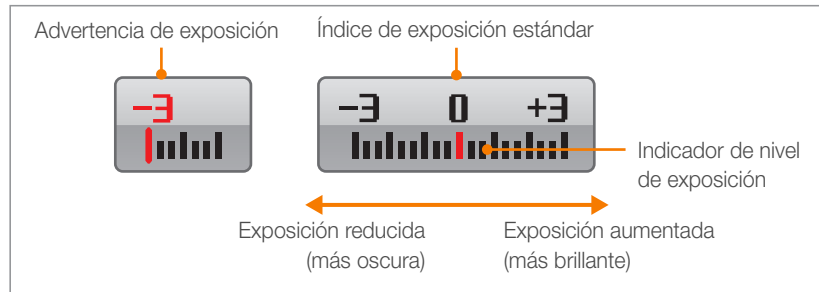 Advertencia de exposición
Índice de exposición estándar
-3
-3 0 +3
Indicador de nivel
de exposición
Exposición reducida
(más oscura)
Exposición aumentada
(más brillante)